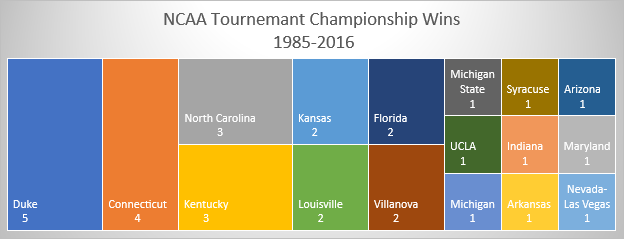 NCAA Tournemant Championship Wins
1985-2016
Duke
5
Connecticut
4
North Carolina
3
Kentucky
3
Kansas
2
Louisville
2
Florida
2
Villanova
2
Michigan
State
1
UCLA
1
Michigan
1
Syracuse
1
Indiana
1
Arkansas
1
Arizona
1
Maryland
1
Nevada-
Las Vegas
1